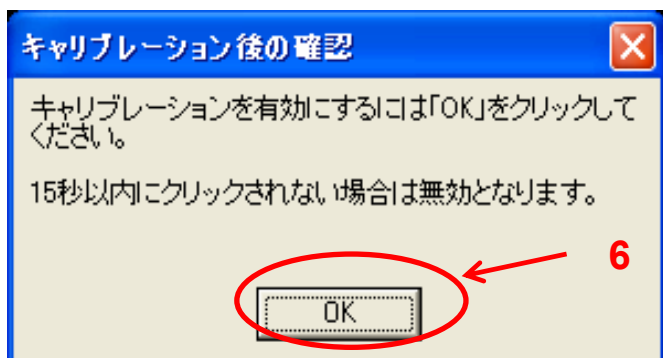 キャリブレーション後の確認
キャリブレーションを有効にするには「OK」をクリックして
ください。
15秒以内にクリックされない場合は無効となります。
6
OK